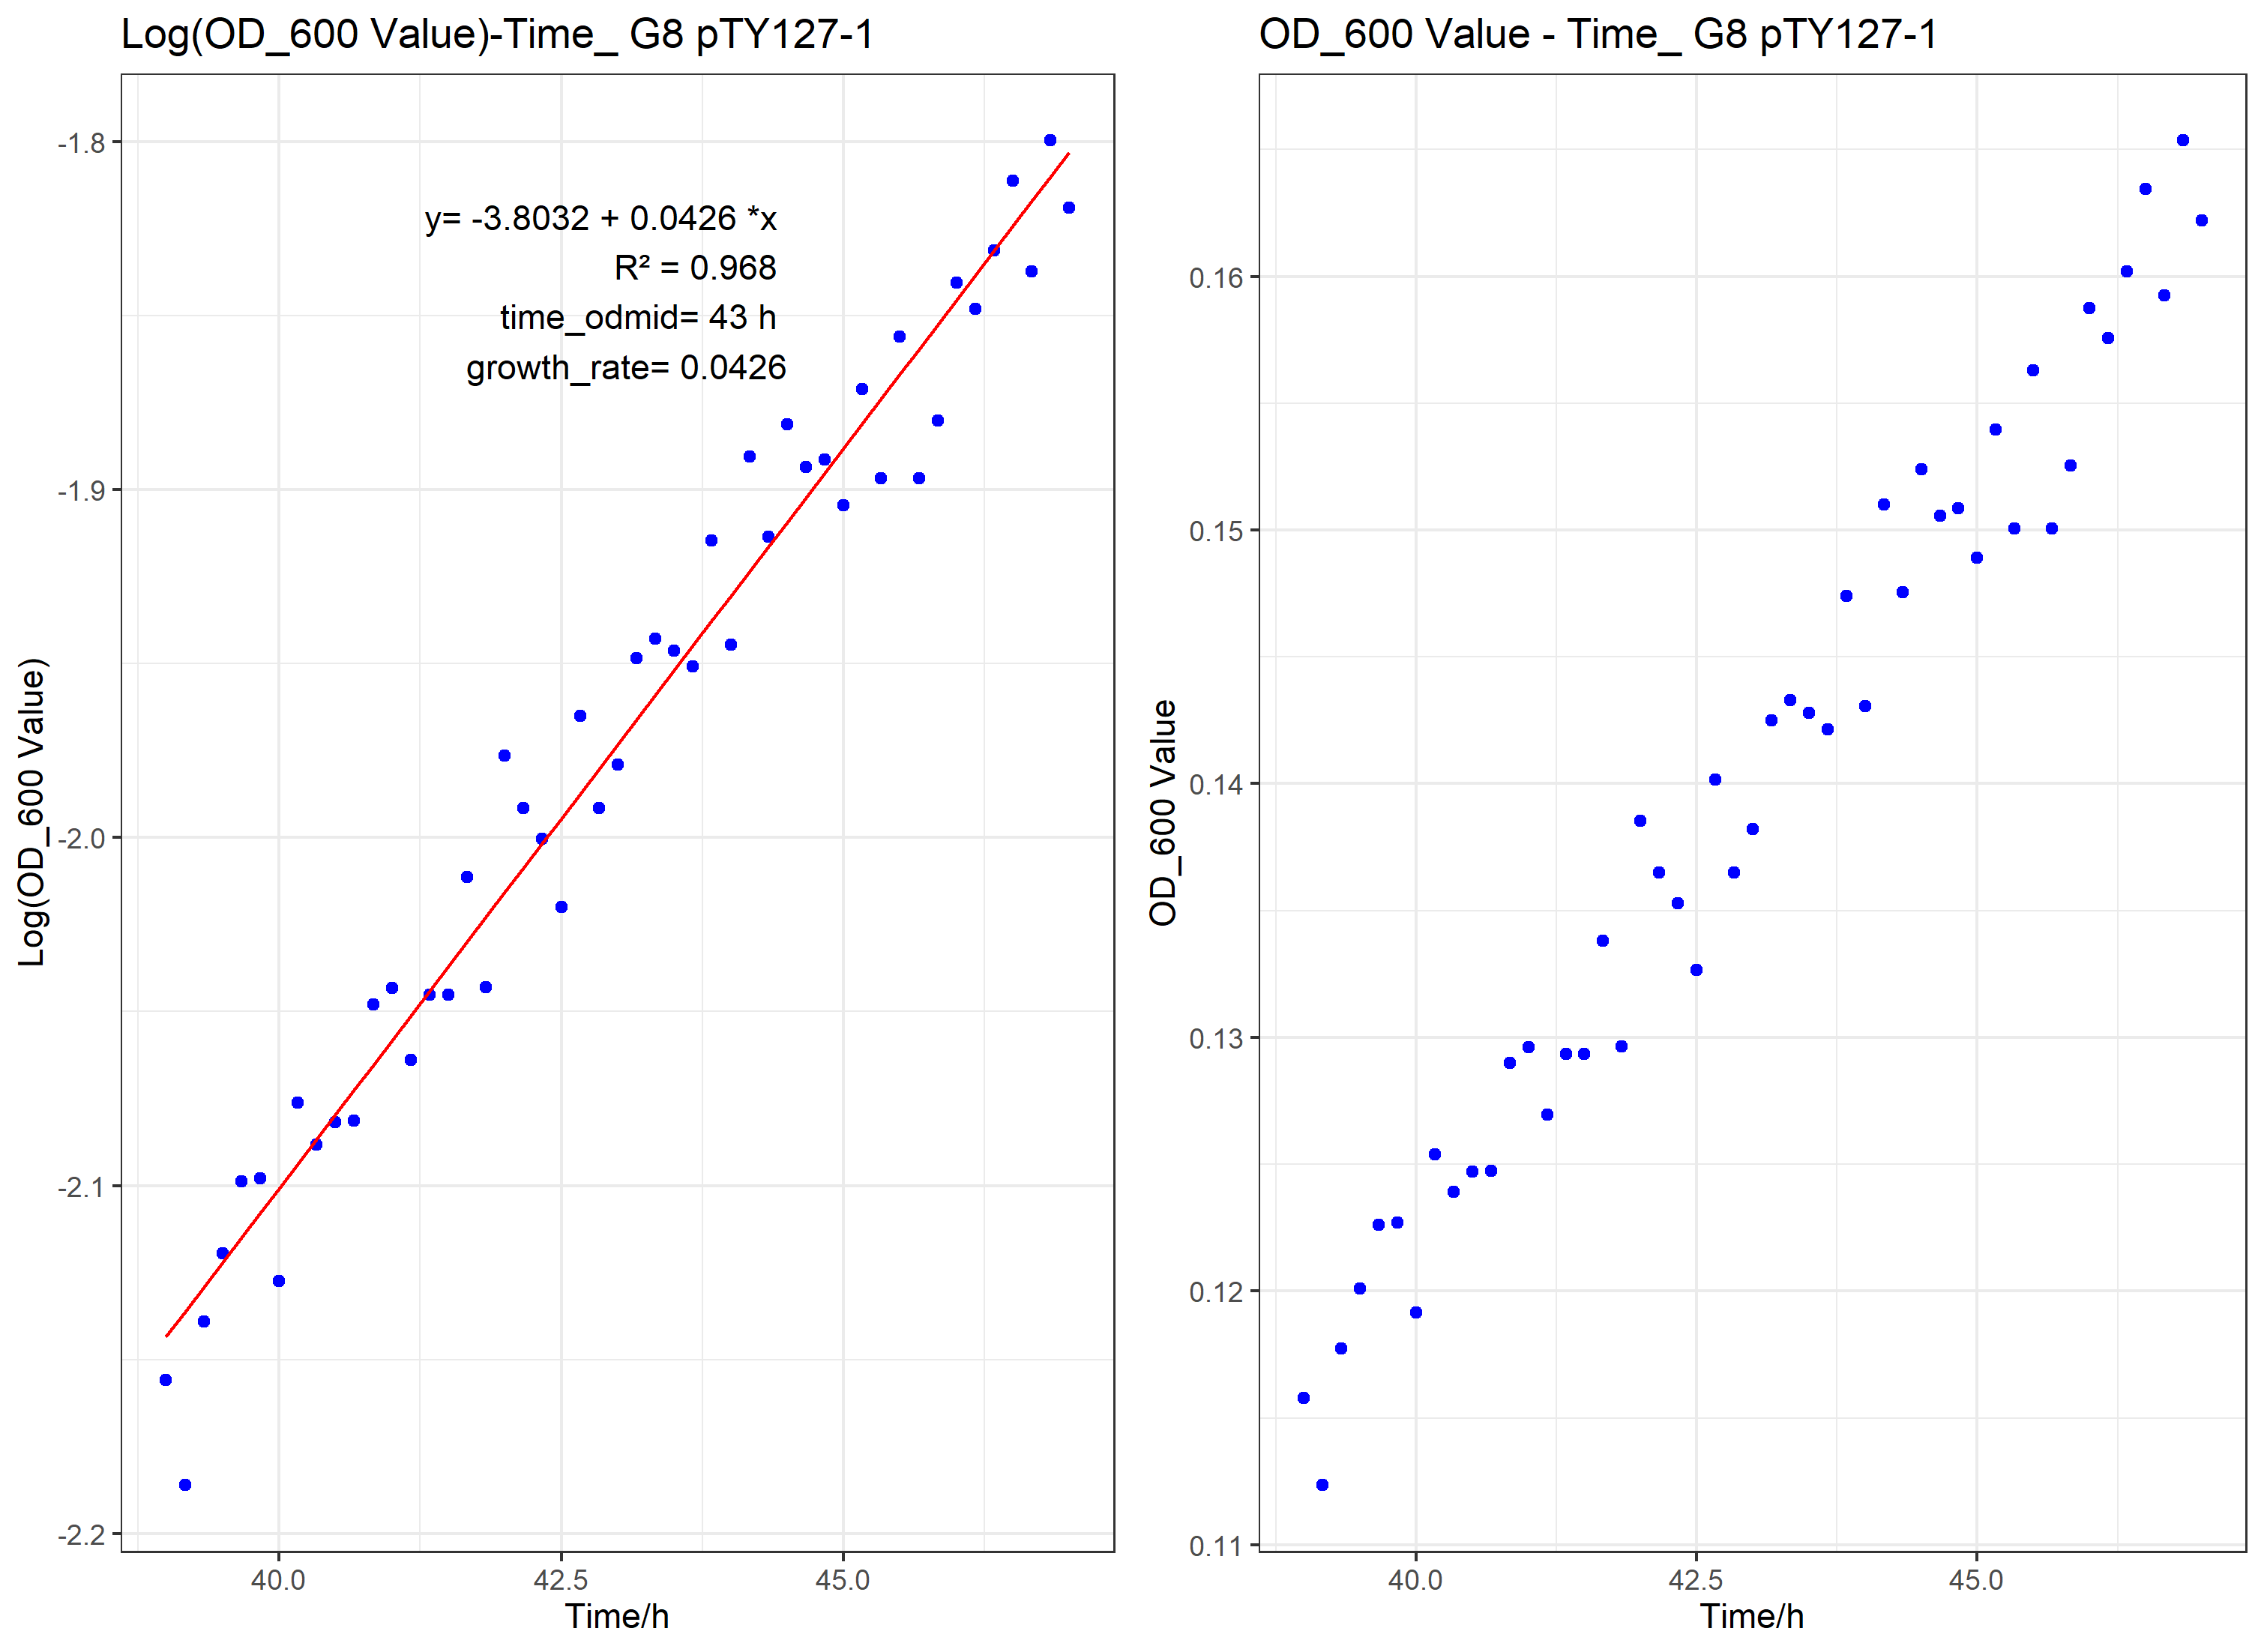 Log(OD_600 Value)-Time_ G8 pTY127-1
-1.8
-1.9
-2.0
-2.1
-2.2
Log(OD_600 Value)
y= -3.8032 + 0.0426 *x
R² = 0.968
time_odmid= 43 h
growth_rate= 0.0426
40.0 42.5 45.0
Time/h
OD_600 Value - Time_ G8 pTY127-1
0.16
0.15
0.14
0.13
0.12
0.11
OD_600 Value
40.0 42.5 45.0
Time/h